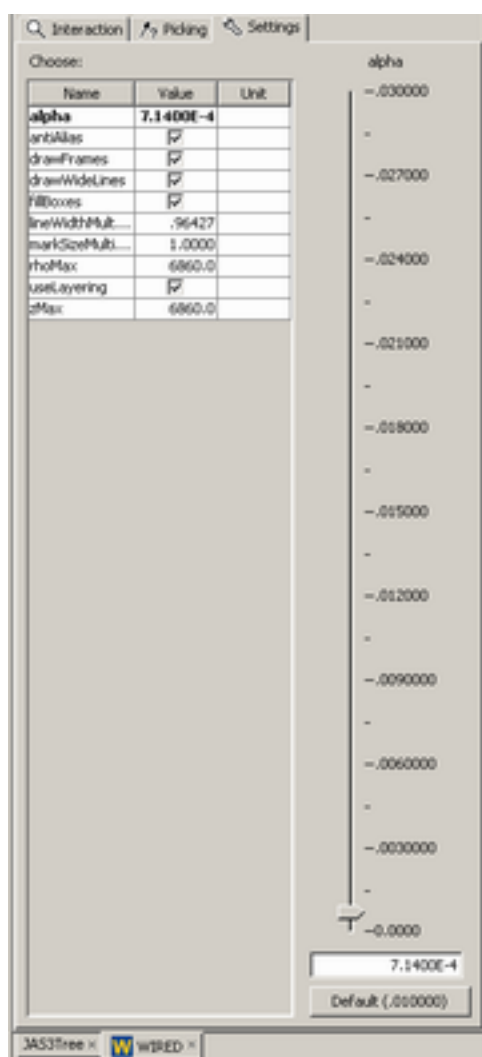 Interaction Picking Settings
Choose:
alpha
Name Value Unit
alpha 7.1400E-4
antiAlias
drawFrames
drawWideLines
fillBoxes
lineWidthMult.... .96427
markSizeMulti.... 1.0000
rhoMax 6860.0
useLayering
zMax 6860.0
.030000
.027000
.024000
.021000
.018000
.015000
.012000
.0090000
.0060000
.0030000
0.0000
7.1400E-4
Default (.010000)
JAS3Tree × W WIRED ×